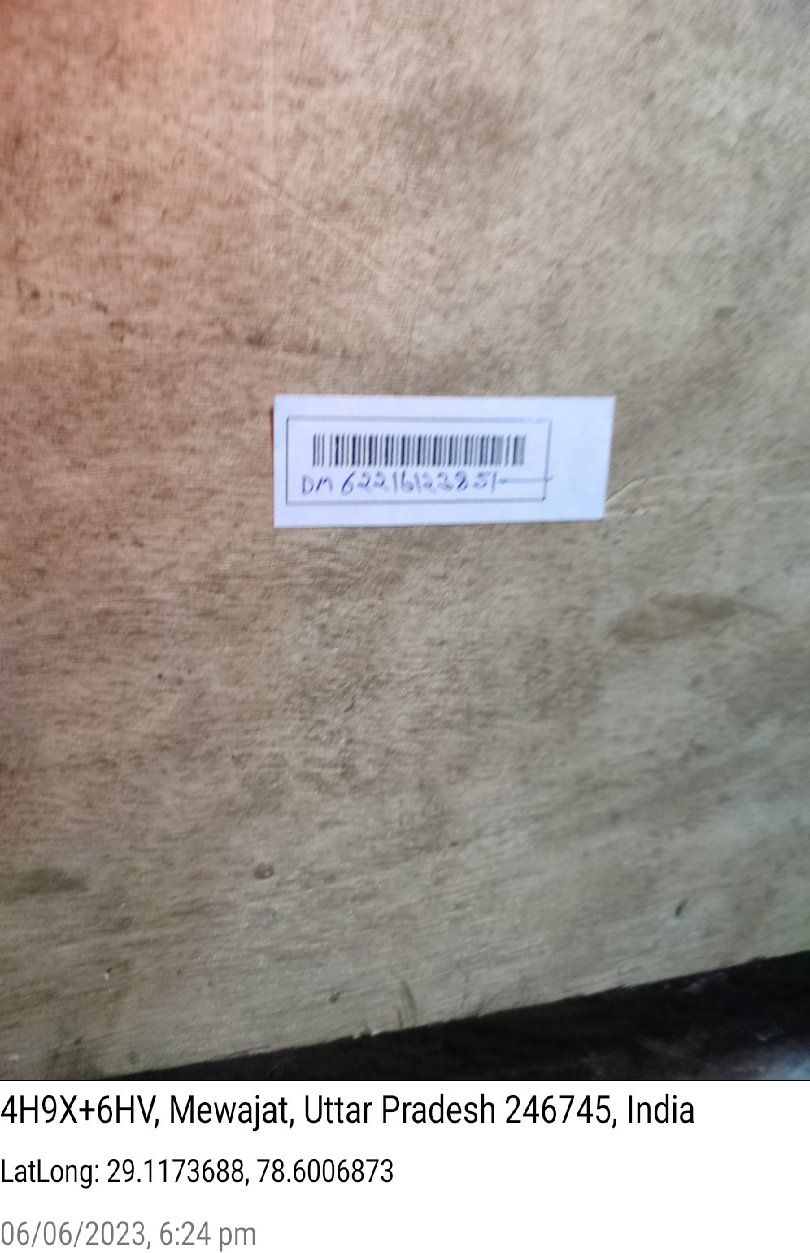 DM 62216123851
4H9X+6HV, Mewajat, Uttar Pradesh 246745, India
LatLong: 29.1173688, 78.6006873
06/06/2023, 6:24 pm